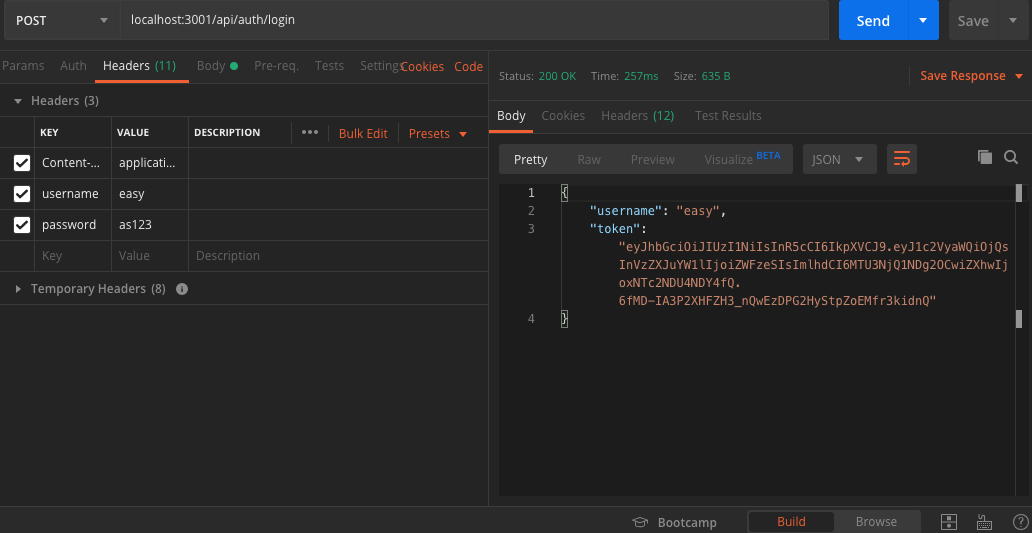 POST localhost:3001/api/auth/login Send Save
Params Auth Headers (11) Body Pre-req. Tests Settings Cookies Code
Headers (3)
KEY VALUE DESCRIPTION ••• Bulk Edit Presets
Content-... applicati...
username easy
password as123
Key Value Description
Temporary Headers (8)
Status: 200 OK Time: 257ms Size: 635 B Save Response
Body Cookies Headers (12) Test Results
Pretty Raw Preview Visualize BETA JSON
1 {
2 "username": "easy",
3 "token":
"eyJhbGciOiJIUzI1NiIsInR5cCI6IkpXVCJ9.eyJ1c2VyaWQiOjQs
InVzZXJuYW1lIjoiZWFzeSIsImlhdCI6MTU3NjQ1NDg2OCwiZXhwIj
oxNTc2NDU4NDY4fQ.
6fMD-IA3P2XHFZH3_nQwEzDPG2HyStpZoEMfr3kidnQ"
4 }
Bootcamp Build Browse